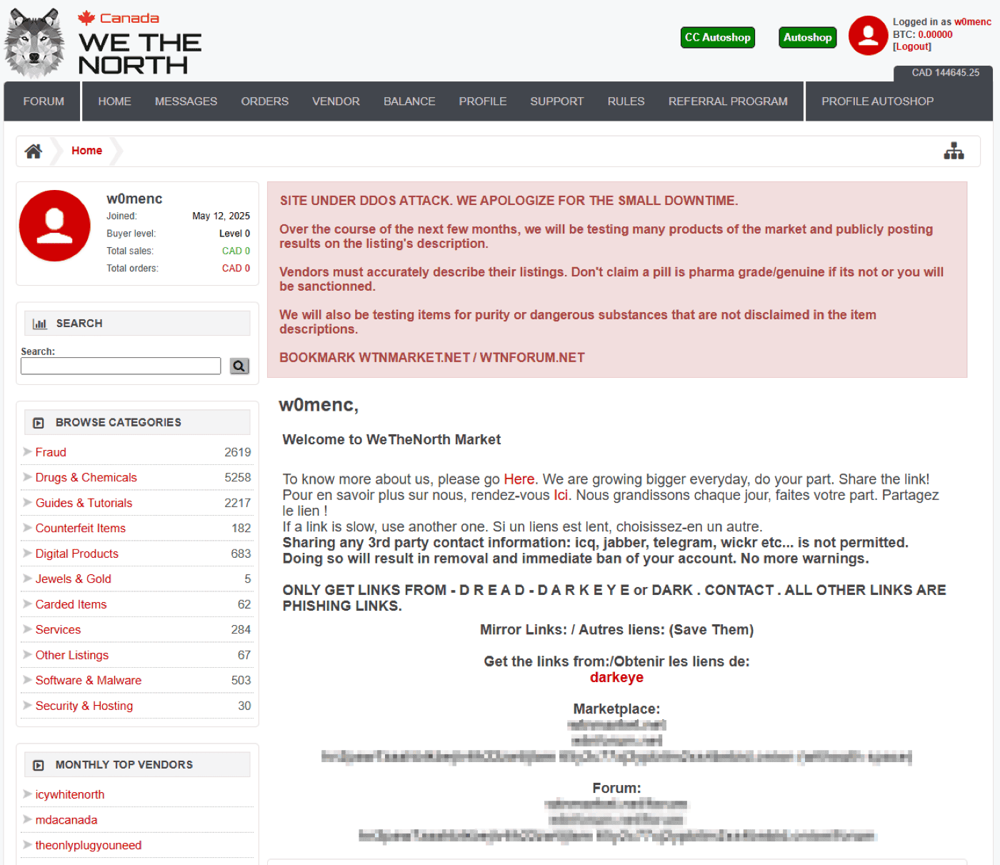 Canada
WE THE
NORTH
CC Autoshop
Autoshop
Logged in as w0menc
BTC: 0.00000
[Logout]
CAD 144645.25
FORUM
HOME
MESSAGES
ORDERS
VENDOR
BALANCE
PROFILE
SUPPORT
RULES
REFERRAL PROGRAM
PROFILE AUTOSHOP
Home
w0menc
Joined: May 12, 2025
Buyer level: Level 0
Total sales: CAD 0
Total orders: CAD 0
SEARCH
Search:
BROWSE CATEGORIES
Fraud 2619
Drugs & Chemicals 5258
Guides & Tutorials 2217
Counterfeit Items 182
Digital Products 683
Jewels & Gold 5
Carded Items 62
Services 284
Other Listings 67
Software & Malware 503
Security & Hosting 30
MONTHLY TOP VENDORS
icywhitenorth
mdacanada
theonlyplugyouneed
SITE UNDER DDOS ATTACK. WE APOLOGIZE FOR THE SMALL DOWNTIME.
Over the course of the next few months, we will be testing many products of the market and publicly posting
results on the listing's description.
Vendors must accurately describe their listings. Don't claim a pill is pharma grade/genuine if its not or you will
be sanctionned.
We will also be testing items for purity or dangerous substances that are not disclaimed in the item
descriptions.
BOOKMARK WTNMARKET.NET / WTNFORUM.NET
w0menc,
Welcome to WeTheNorth Market
To know more about us, please go Here. We are growing bigger everyday, do your part. Share the link!
Pour en savoir plus sur nous, rendez-vous Ici. Nous grandissons chaque jour, faites votre part. Partagez
le lien !
If a link is slow, use another one. Si un liens est lent, choisissez-en un autre.
Sharing any 3rd party contact information: icq, jabber, telegram, wickr etc... is not permitted.
Doing so will result in removal and immediate ban of your account. No more warnings.
ONLY GET LINKS FROM - D R E A D - D A R K E Y E or DARK . CONTACT . ALL OTHER LINKS ARE
PHISHING LINKS.
Mirror Links: / Autres liens: (Save Them)
Get the links from:/Obtenir les liens de:
darkeye
Marketplace:
Forum: